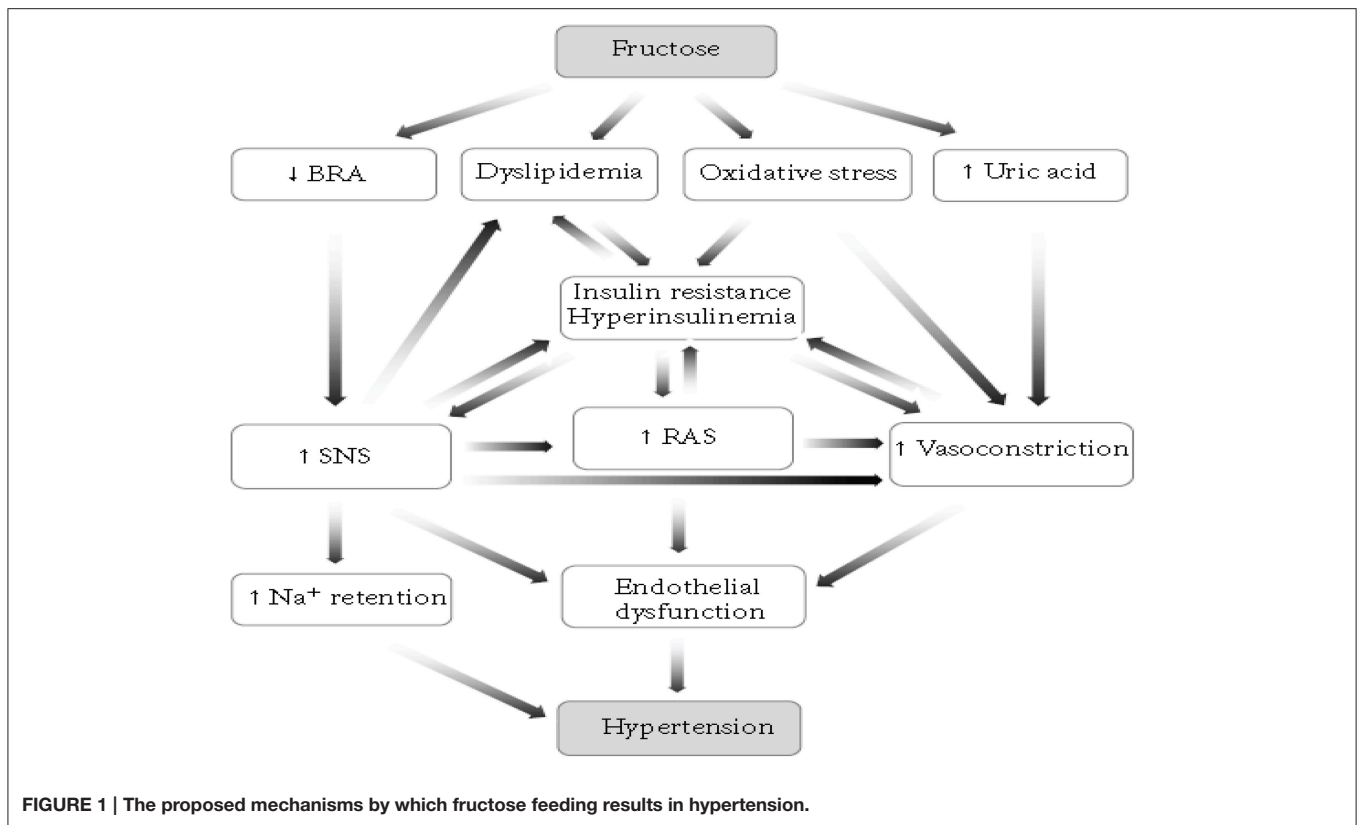 Fructose
↓ BRA
Dyslipidemia
Oxidative stress
↑ Uric acid
Insulin resistance
Hyperinsulinemia
↑ SNS
↑ RAS
↑ Vasoconstriction
↑ Na⁺ retention
Endothelial
dysfunction
Hypertension
FIGURE 1 | The proposed mechanisms by which fructose feeding results in hypertension.